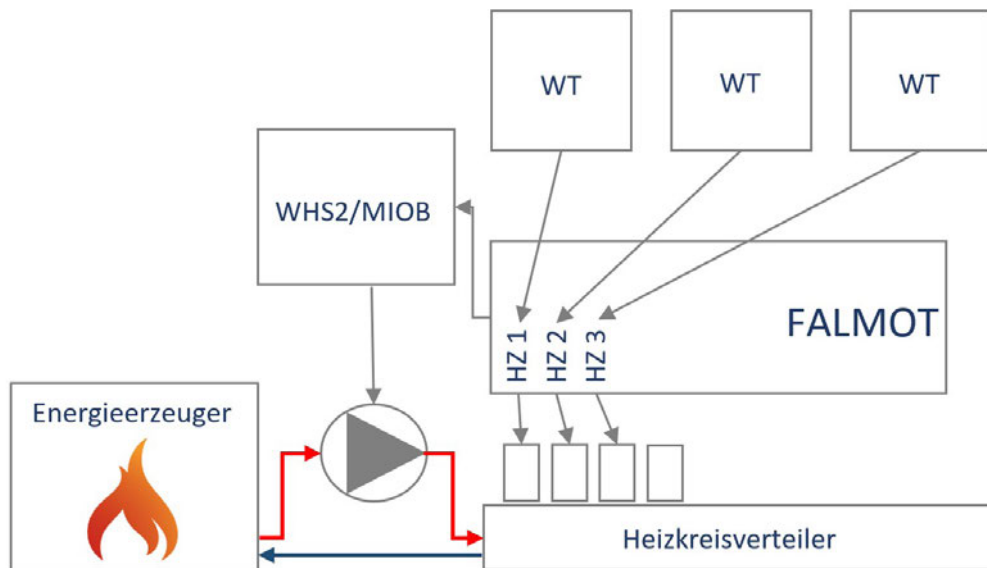 WT
WT
WT
WHS2/MIOB
FALMOT
HZ 1
HZ 2
HZ 3
Energieerzeuger
Heizkreisverteiler